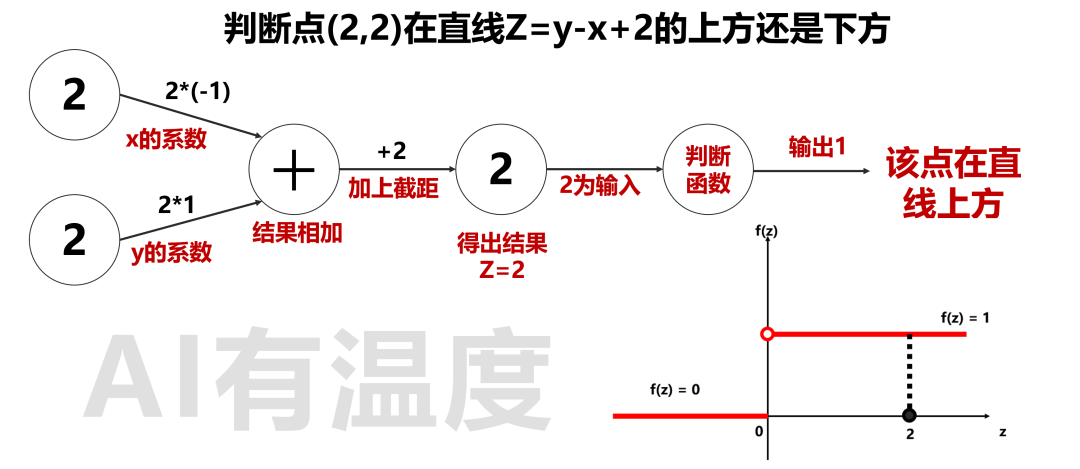 判断点(2,2)在直线Z=y-x+2的上方还是下方
2
2*(-1)
x的系数
2
2*1
y的系数
结果相加
+2
加上截距
2
得出结果
Z=2
2为输入
判断
函数
输出1
该点在直
线上方
f(z)
f(z) = 1
f(z) = 0
0
2
z
AI有温度